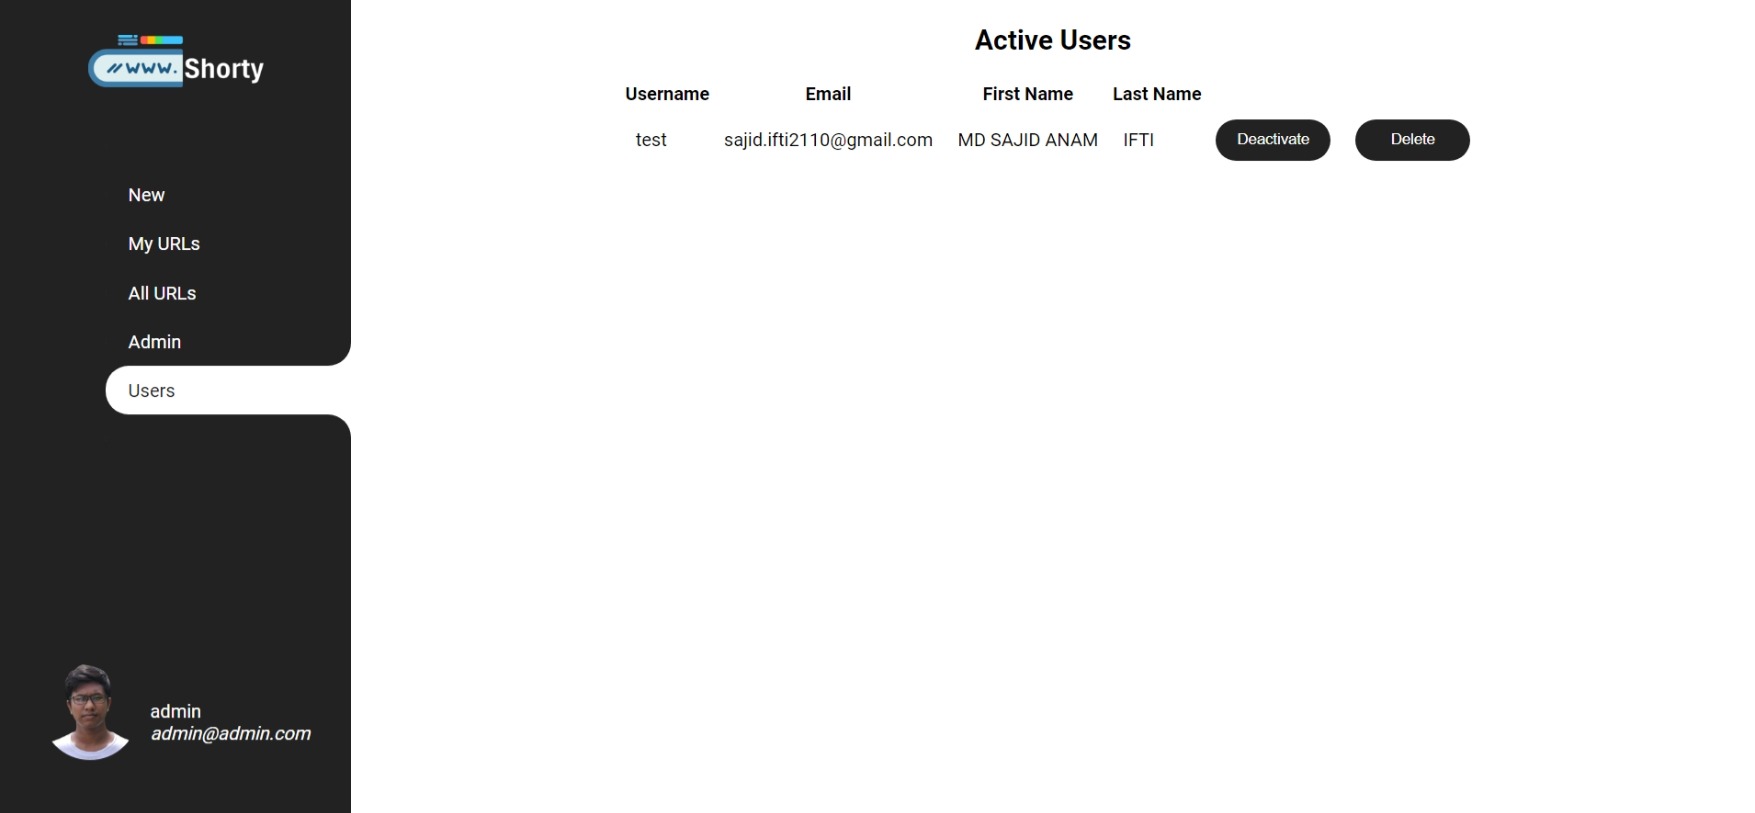 //www.Shorty
New
My URLs
All URLs
Admin
Users
admin
admin@admin.com
Active Users
Username Email First Name Last Name
test sajid.ifti2110@gmail.com MD SAJID ANAM IFTI Deactivate Delete